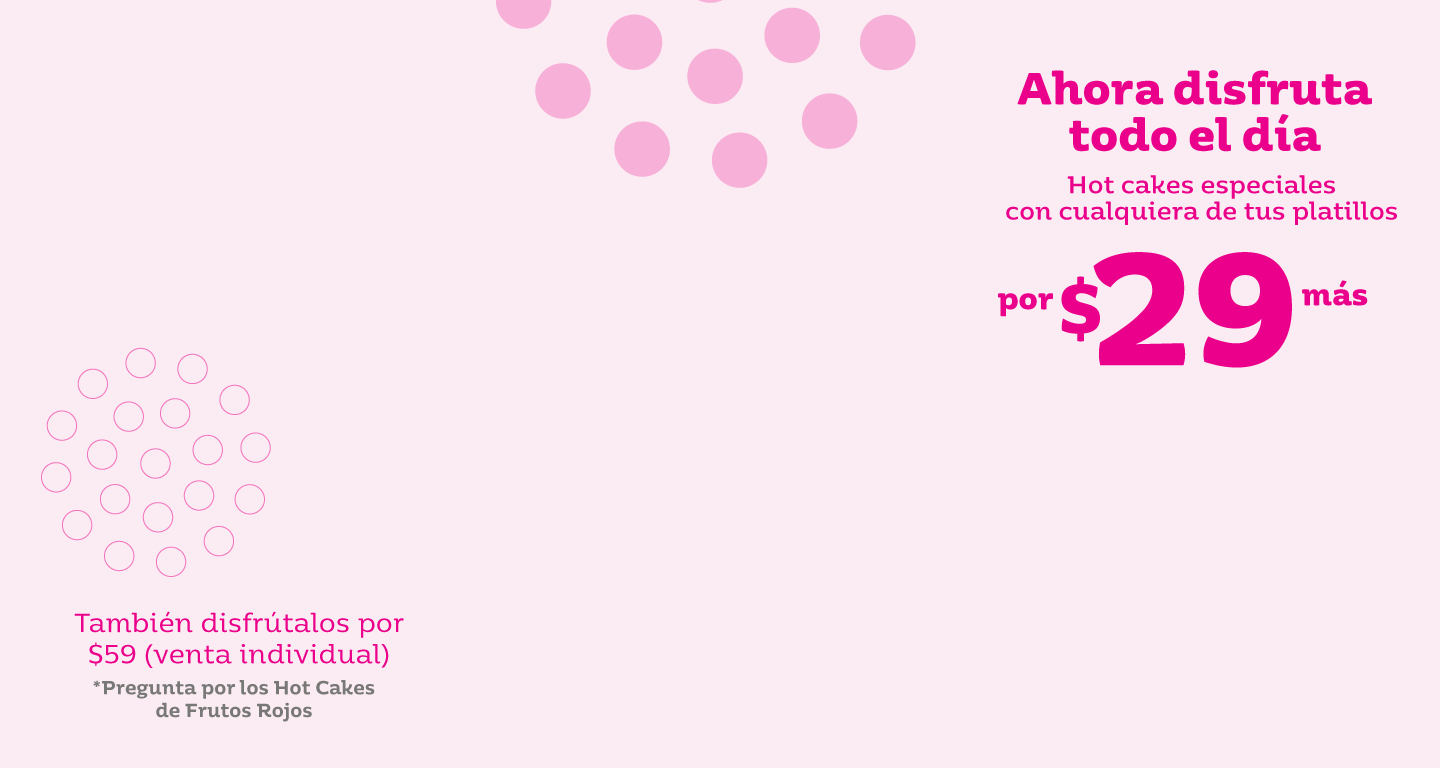 Ahora disfruta
todo el día
Hot cakes especiales
con cualquiera de tus platillos
por $29 más
También disfrútalos por
$59 (venta individual)
*Pregunta por los Hot Cakes
de Frutos Rojos